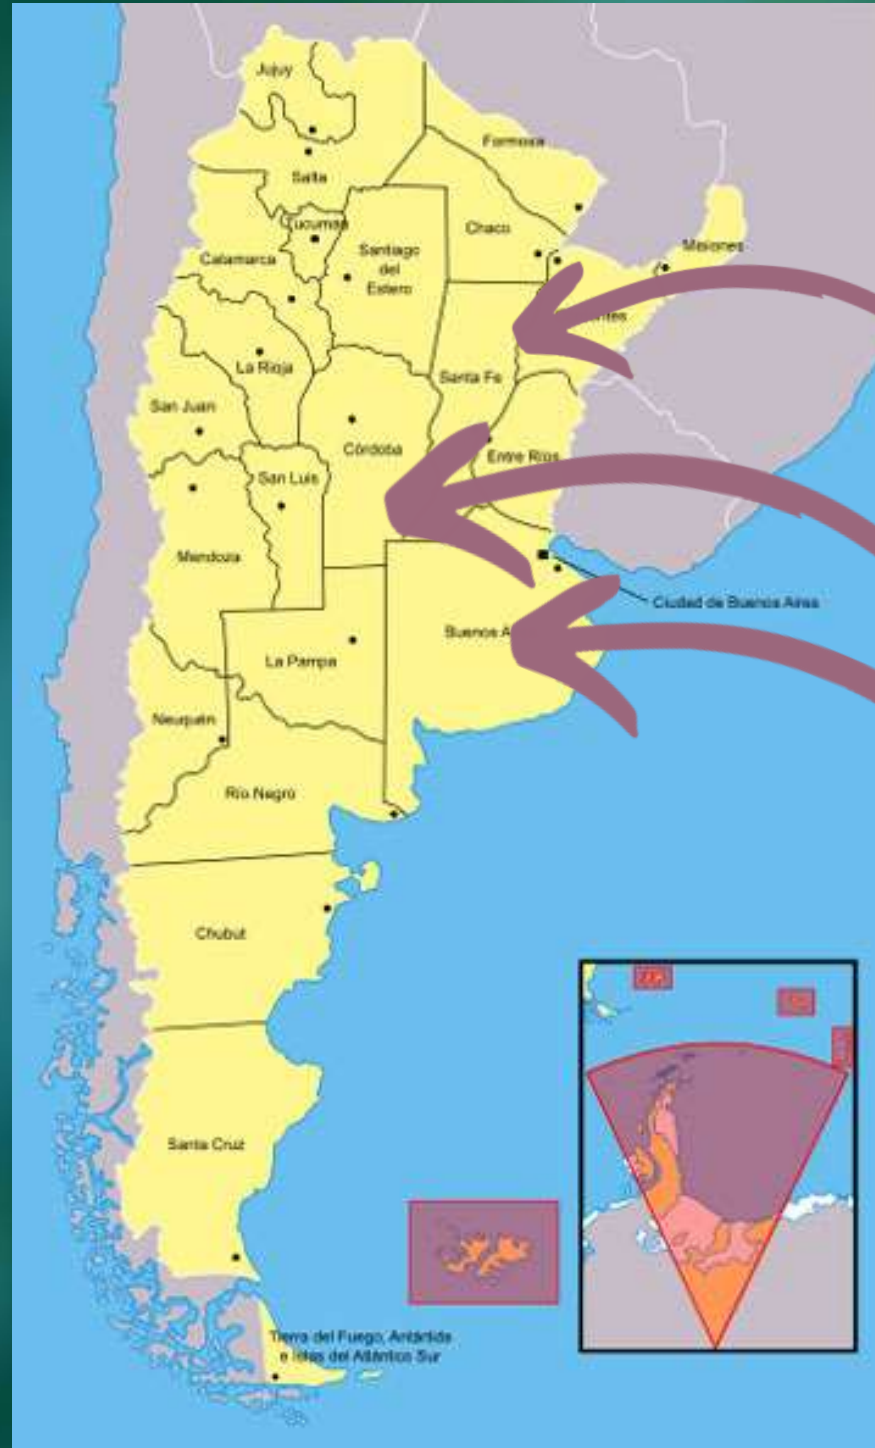 Jujuy
Formosa
Salta
Tucumán
Chaco
Misiones
Catamarca
Santiago
del
Estero
La Rioja
Santa Fe
San Juan
Córdoba
Entre Ríos
San Luis
Mendoza
Ciudad de Buenos Aires
Buenos A
La Pampa
Neuquén
Río Negro
Chubut
Santa Cruz
Tierra del Fuego, Antártida
e Islas del Atlántico Sur